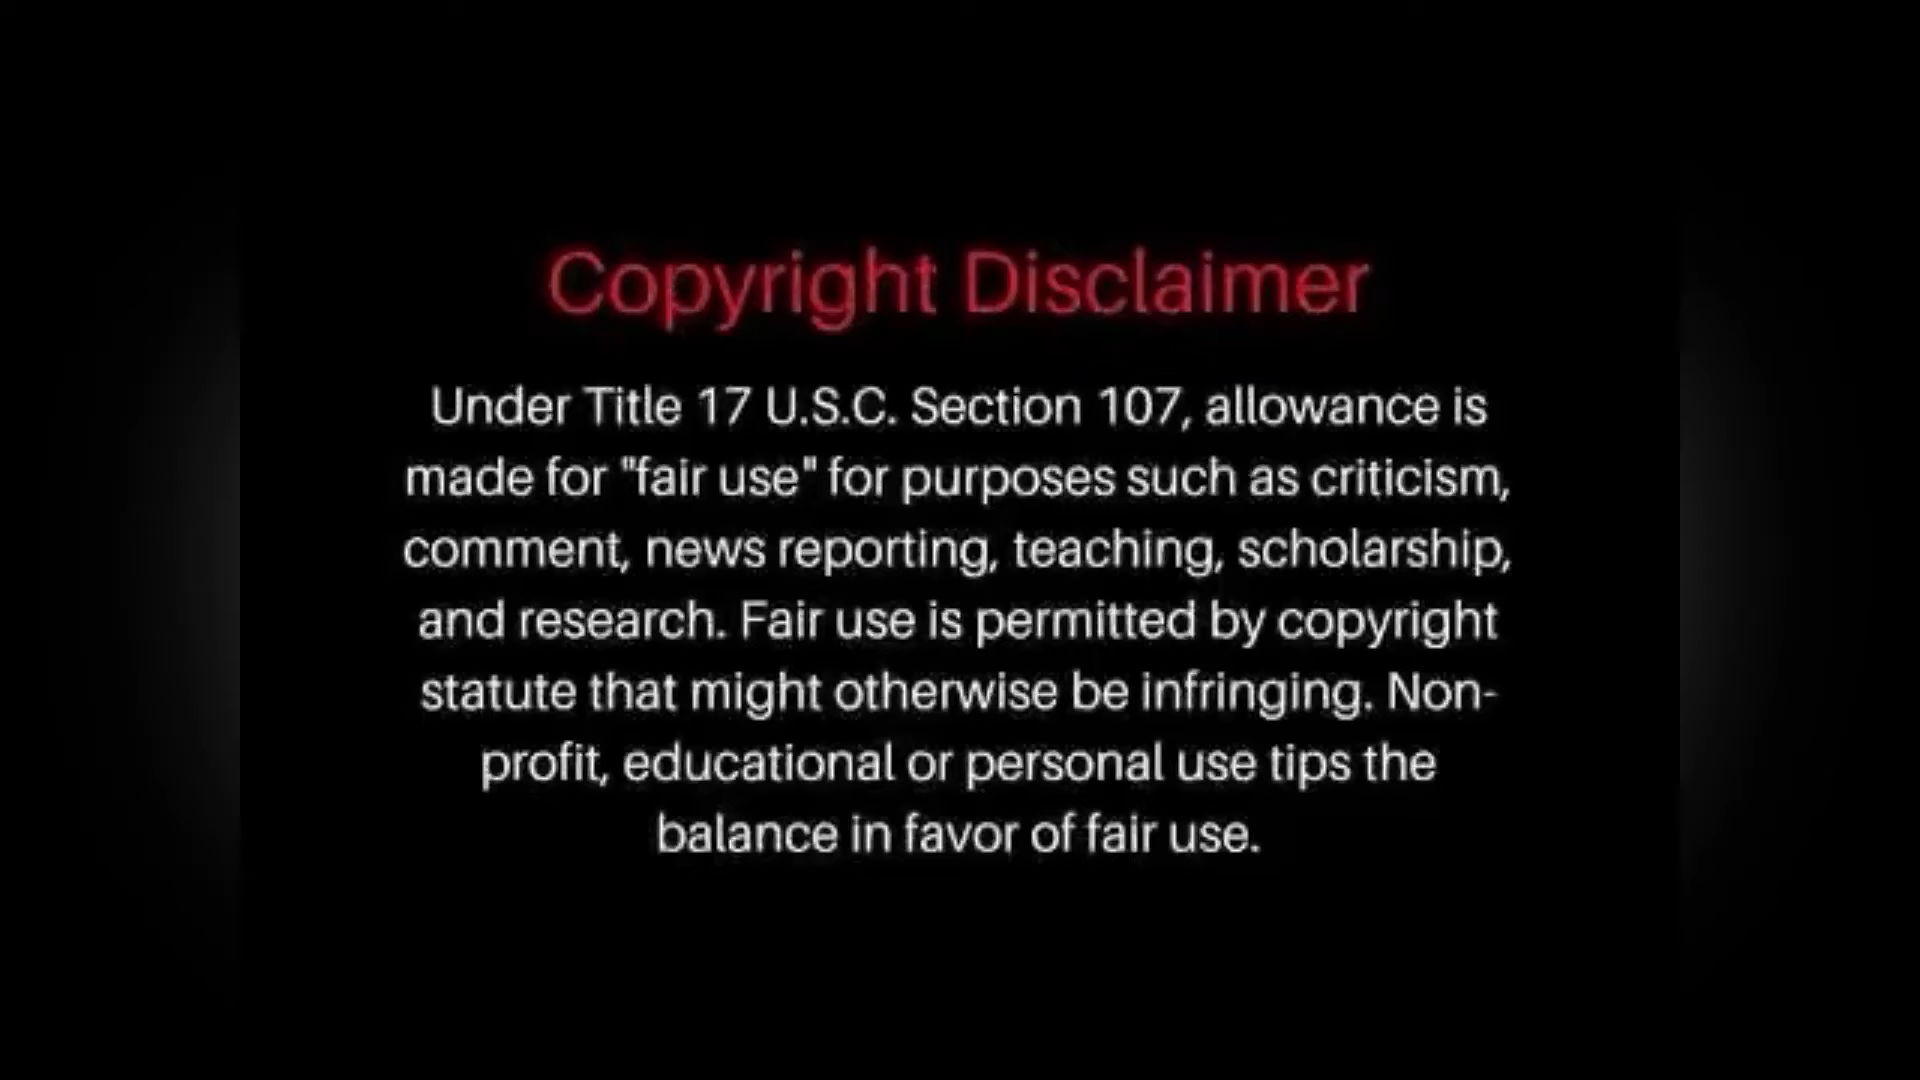 Copyright Disclaimer
Under Title 17 U.S.C. Section 107, allowance is
made for "fair use" for purposes such as criticism,
comment, news reporting, teaching, scholarship,
and research. Fair use is permitted by copyright
statute that might otherwise be infringing. Non-
profit, educational or personal use tips the
balance in favor of fair use.